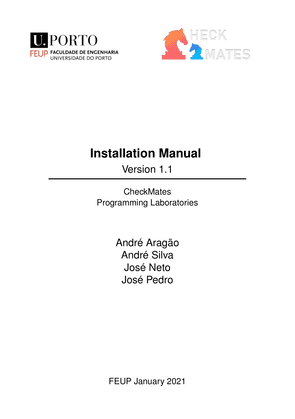 U.PORTO
FEUP FACULDADE DE ENGENHARIA
UNIVERSIDADE DO PORTO
CHECK
MATES
Installation Manual
Version 1.1
CheckMates
Programming Laboratories
André Aragão
André Silva
José Neto
José Pedro
FEUP January 2021